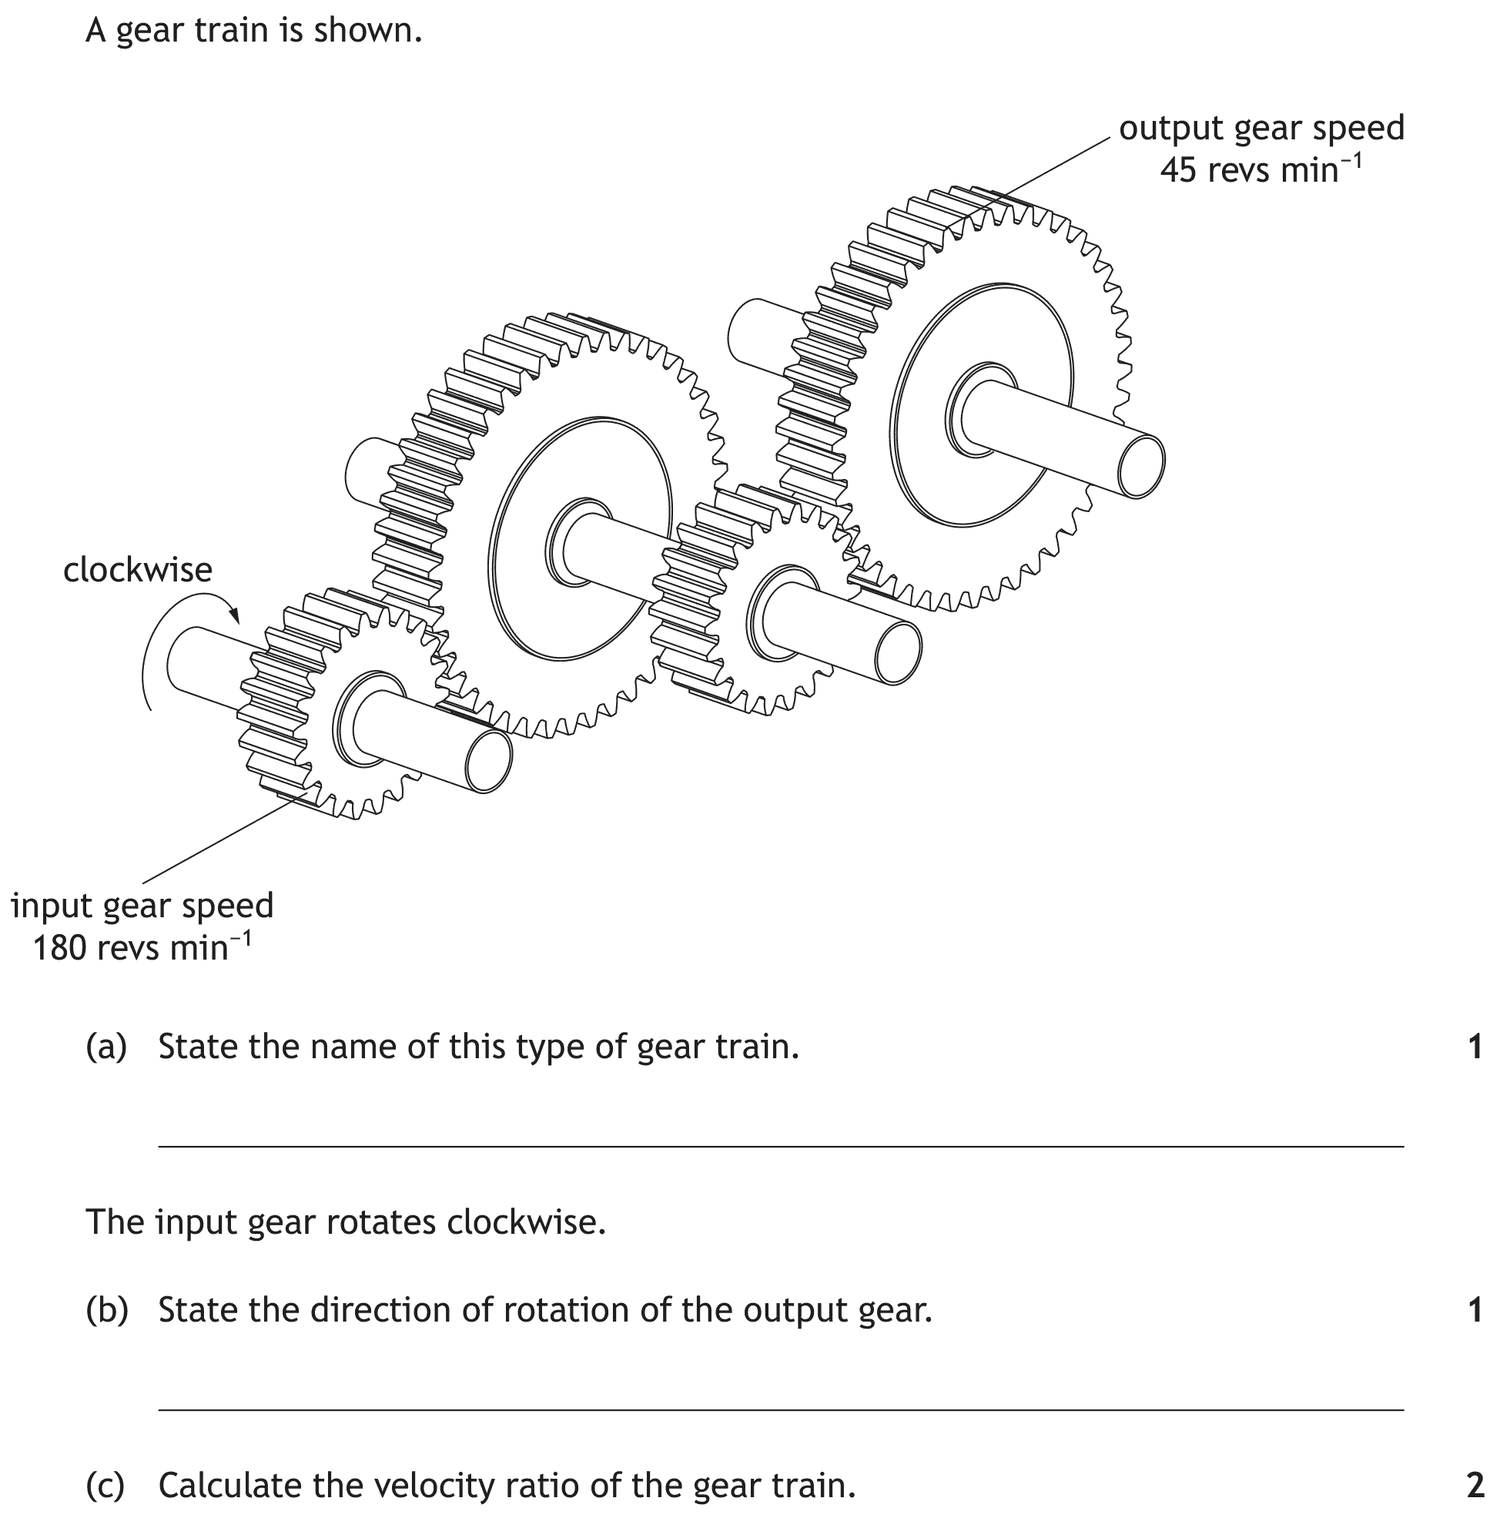 A gear train is shown.
output gear speed
45 revs min⁻¹
clockwise
input gear speed
180 revs min⁻¹
(a) State the name of this type of gear train. 1
The input gear rotates clockwise.
(b) State the direction of rotation of the output gear. 1
(c) Calculate the velocity ratio of the gear train. 2